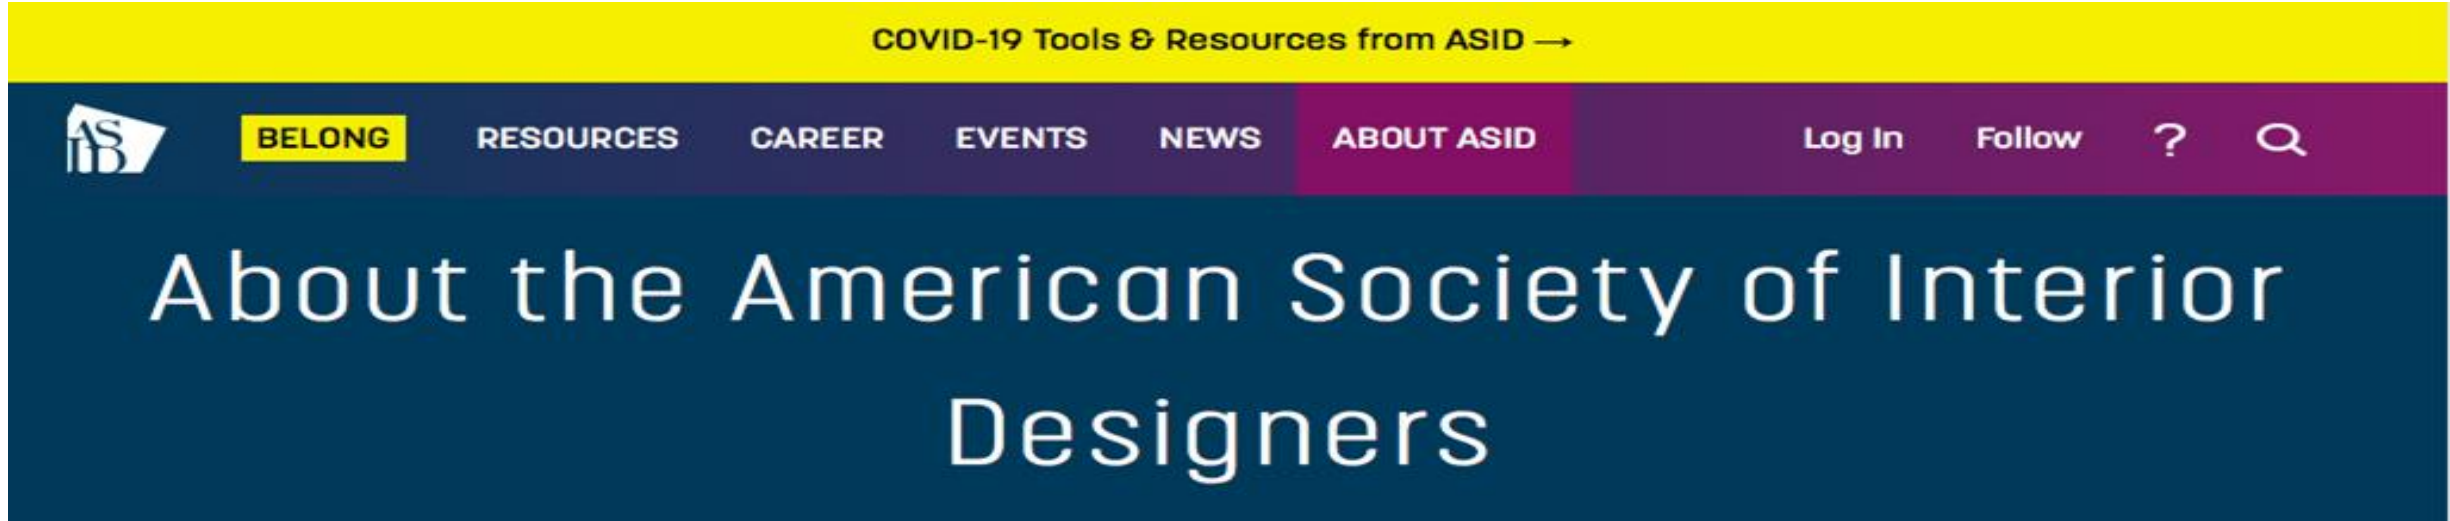 COVID-19 Tools & Resources from ASID →
ASID BELONG RESOURCES CAREER EVENTS NEWS ABOUT ASID Log In Follow ?
About the American Society of Interior
Designers